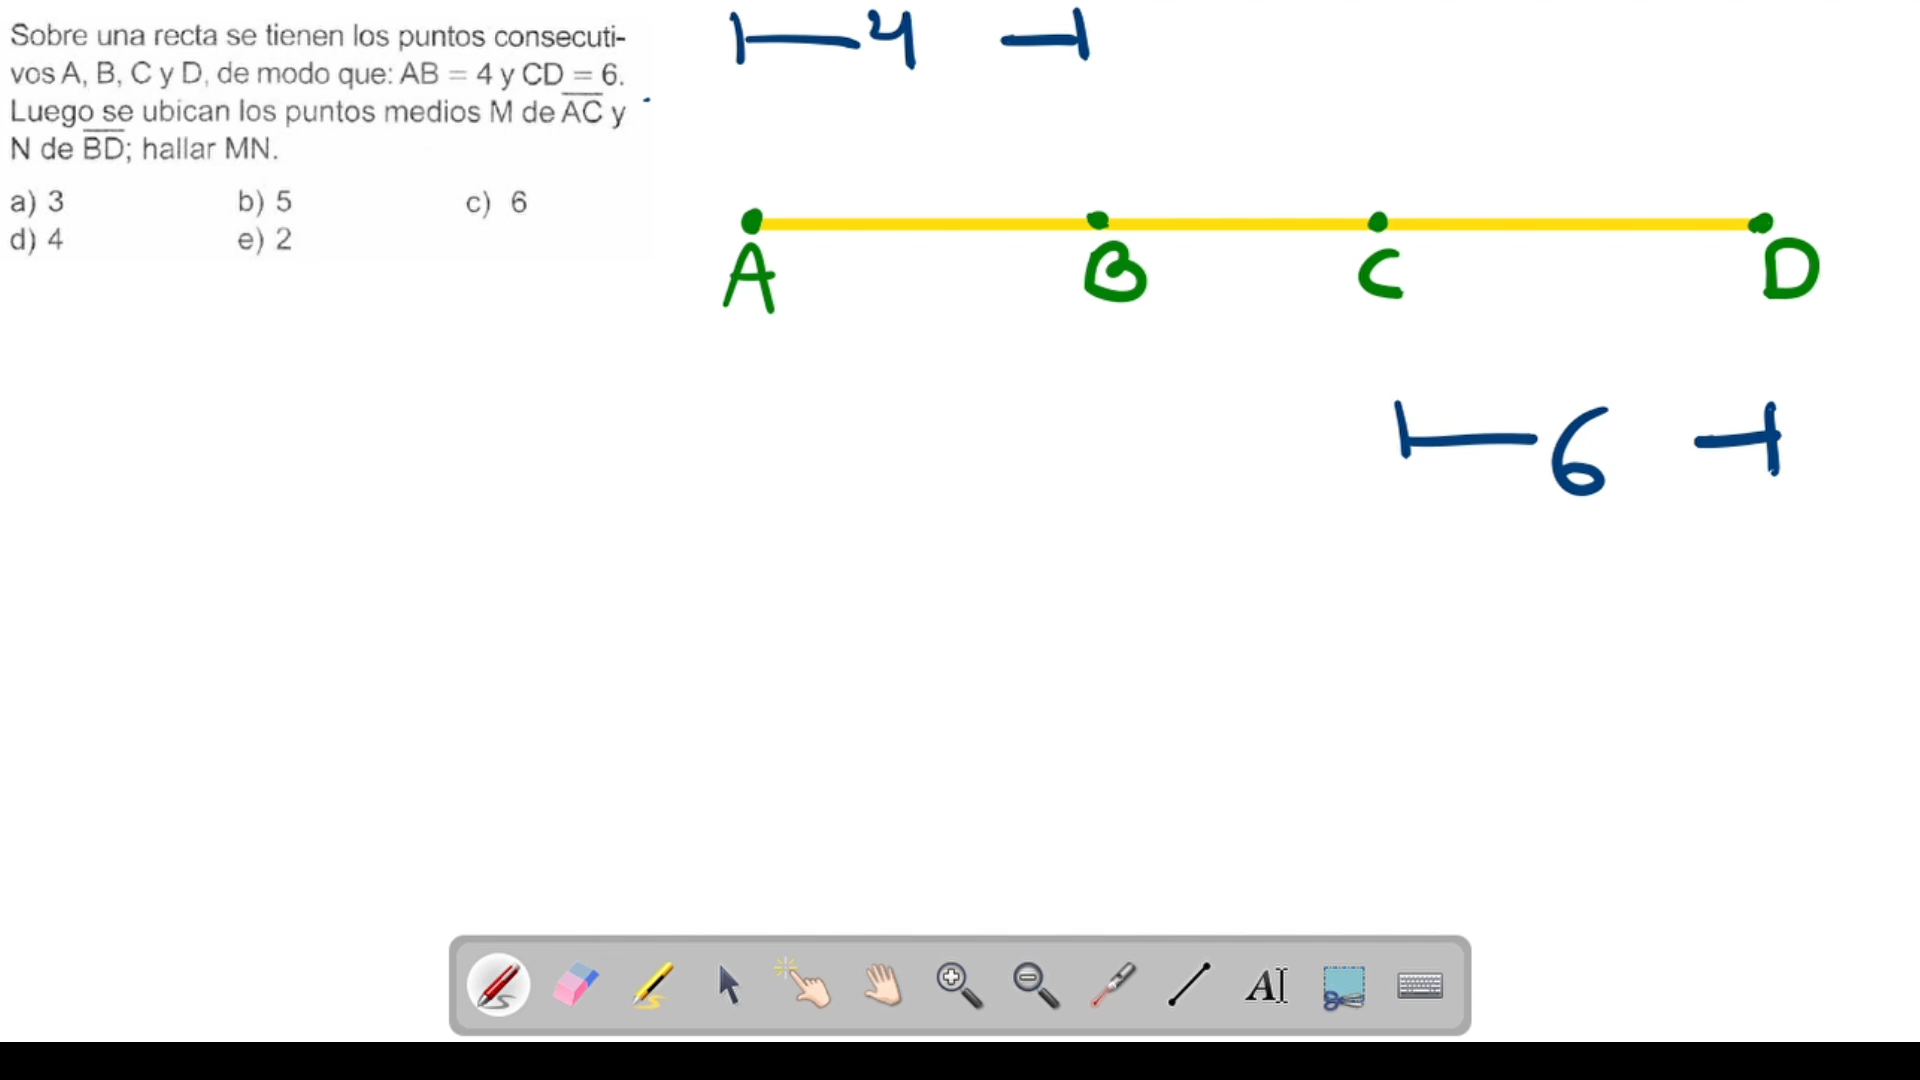 Sobre una recta se tienen los puntos consecuti-
vos A, B, C y D, de modo que: AB = 4 y CD = 6.
Luego se ubican los puntos medios M de AC y
N de BD; hallar MN.
a) 3 b) 5 c) 6
d) 4 e) 2
4
A B C D
6
AI